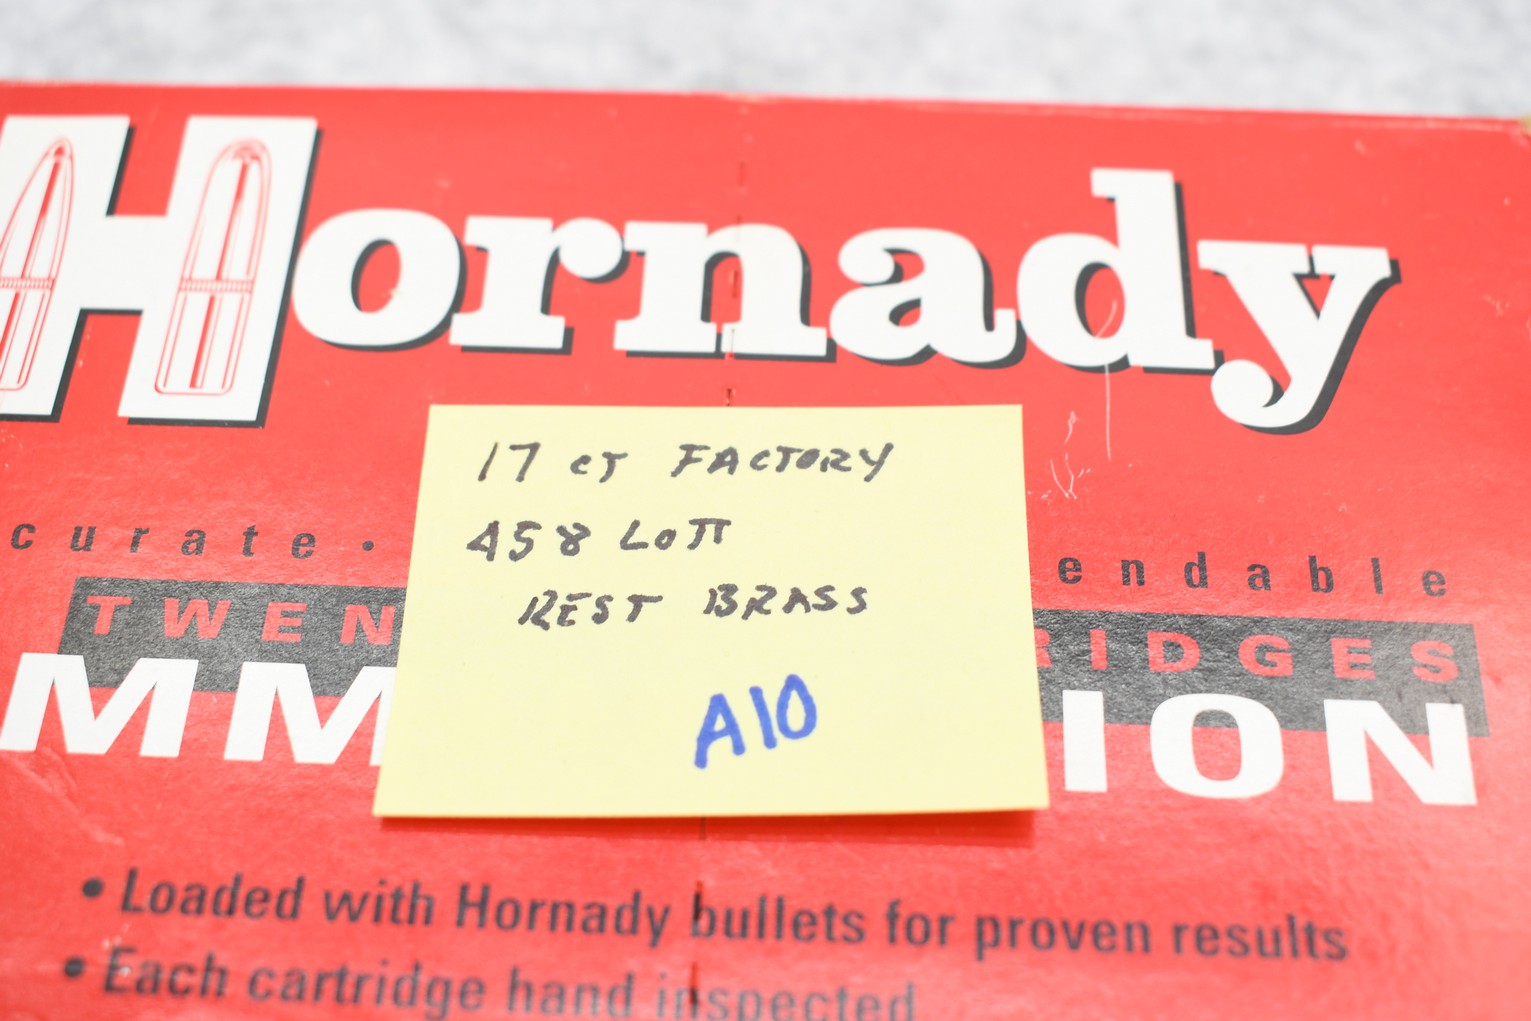 Hornady
17 CT FACTORY
458 LOTT
REST BRASS
A10
curate • endable
TWEN RIDGES
MM ION
• Loaded with Hornady bullets for proven results
• Each cartridge hand inspected